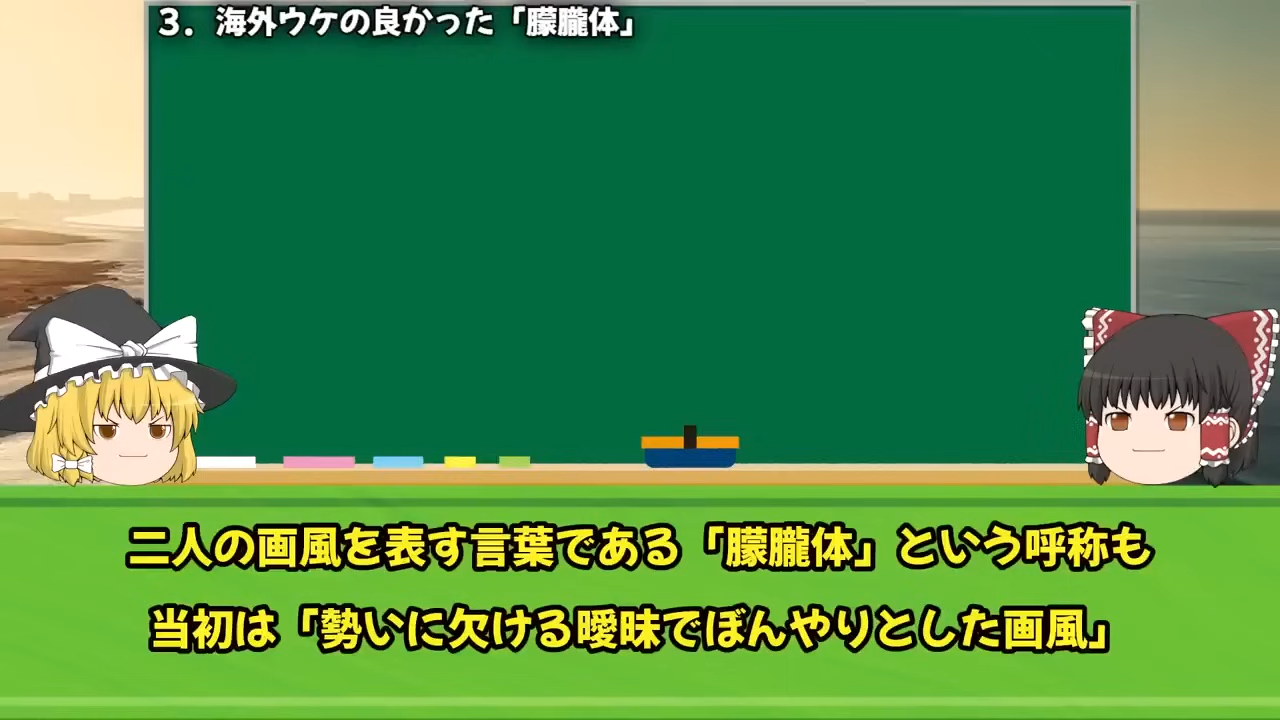 3．海外ウケの良かった「朦朧体」
二人の画風を表す言葉である「朦朧体」という呼称も
当初は「勢いに欠ける曖昧でぼんやりとした画風」